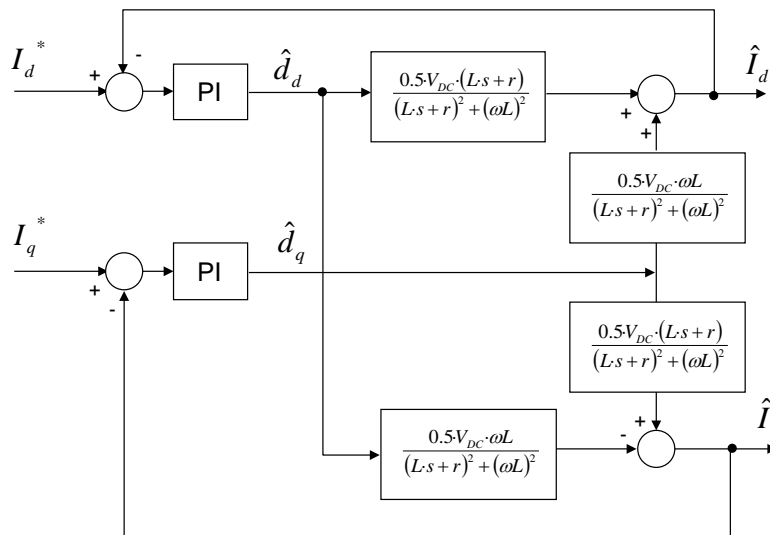 -
I_d^*
+
PI
\hat{d}_d
\frac{0.5 \cdot V_{DC} \cdot (L \cdot s + r)}{(L \cdot s + r)^2 + (\omega L)^2}
+
+
\hat{I}_d
\frac{0.5 \cdot V_{DC} \cdot \omega L}{(L \cdot s + r)^2 + (\omega L)^2}
I_q^*
+
-
PI
\hat{d}_q
\frac{0.5 \cdot V_{DC} \cdot (L \cdot s + r)}{(L \cdot s + r)^2 + (\omega L)^2}
\frac{0.5 \cdot V_{DC} \cdot \omega L}{(L \cdot s + r)^2 + (\omega L)^2}
+
-
\hat{I}